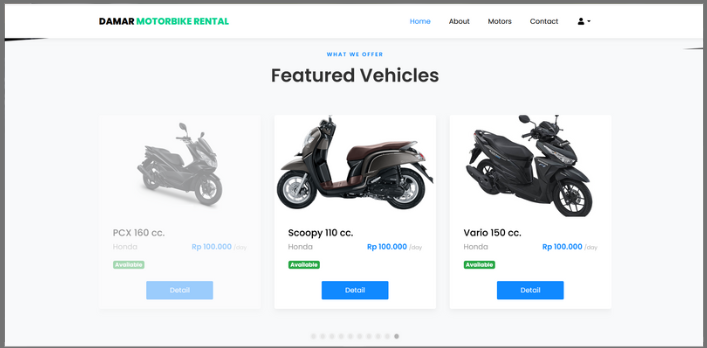 DAMAR MOTORBIKE RENTAL
Home About Motors Contact
WHAT WE OFFER
Featured Vehicles
PCX 160 cc.
Honda Rp 100.000 /day
Available
Detail
Scoopy 110 cc.
Honda Rp 100.000 /day
Available
Detail
Vario 150 cc.
Honda Rp 100.000 /day
Available
Detail